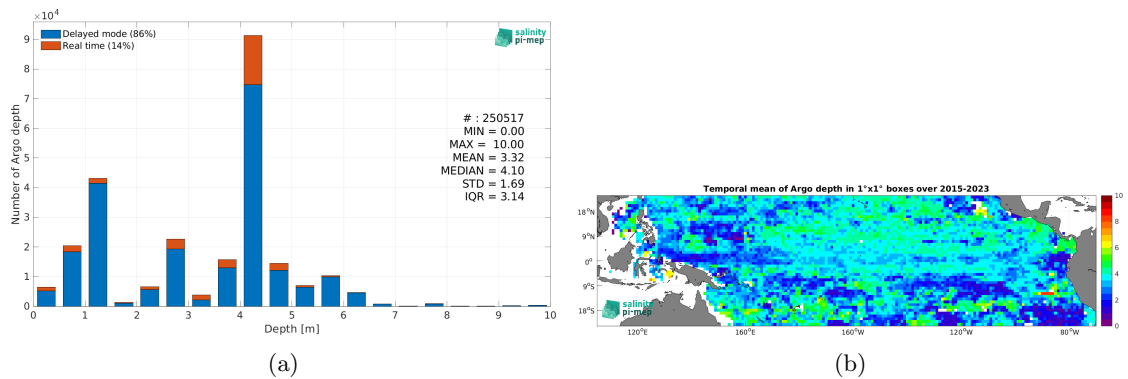 ×10⁴
9
8
7
6
5
4
3
2
1
0
Number of Argo depth
Delayed mode (86%)
Real time (14%)
salinity
pi-mep
# : 250517
MIN = 0.00
MAX = 10.00
MEAN = 3.32
MEDIAN = 4.10
STD = 1.69
IQR = 3.14
0 1 2 3 4 5 6 7 8 9 10
Depth [m]
(a)
Temporal mean of Argo depth in 1°x1° boxes over 2015-2023
18°N
9°N
0°
9°S
18°S
salinity
pi-mep
120°E 160°E 160°W 120°W 80°W
10
8
6
4
2
0
(b)